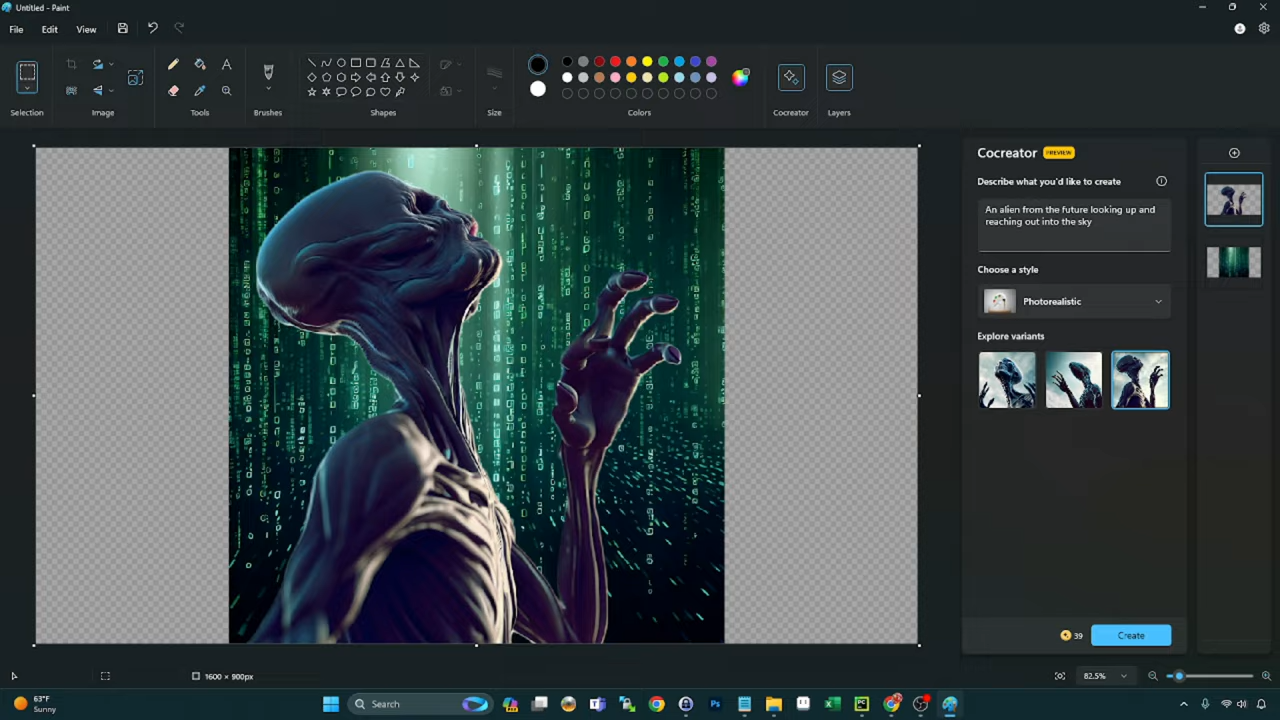 Untitled - Paint
File Edit View
Selection Image Tools Brushes Shapes Size Colors Cocreator Layers
Cocreator PREVIEW
Describe what you'd like to create
An alien from the future looking up and
reaching out into the sky
Choose a style
Photorealistic
Explore variants
39 Create
1600 × 900px
82.5%
63°F
Sunny
Search